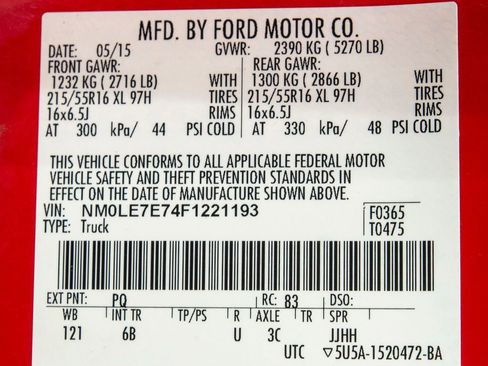 MFD. BY FORD MOTOR CO.
DATE: 05/15 GVWR: 2390 KG (5270 LB)
FRONT GAWR: REAR GAWR:
1232 KG (2716 LB) WITH 1300 KG (2866 LB) WITH
215/55R16 XL 97H TIRES 215/55R16 XL 97H TIRES
16x6.5J RIMS 16x6.5J RIMS
AT 300 kPa/ 44 PSI COLD AT 330 kPa/ 48 PSI COLD
THIS VEHICLE CONFORMS TO ALL APPLICABLE FEDERAL MOTOR
VEHICLE SAFETY AND THEFT PREVENTION STANDARDS IN
EFFECT ON THE DATE OF MANUFACTURE SHOWN ABOVE.
VIN: NM0LE7E74F1221193 F0365
TYPE: Truck T0475
EXT PNT: PQ RC: 83 DSO:
WB INT TR TP/PS R AXLE TR SPR
121 6B U 3C JJHH
UTC ▽5U5A-1520472-BA